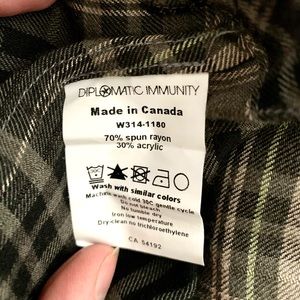 DIPLOMATIC IMMUNITY
Made in Canada
W314-1180
70% spun rayon
30% acrylic
Wash with similar colors
Machine wash cold 30C gentle cycle
Do not bleach
No tumble dry
Iron low temperature
Dry-clean no trichloroethylene
CA 54192